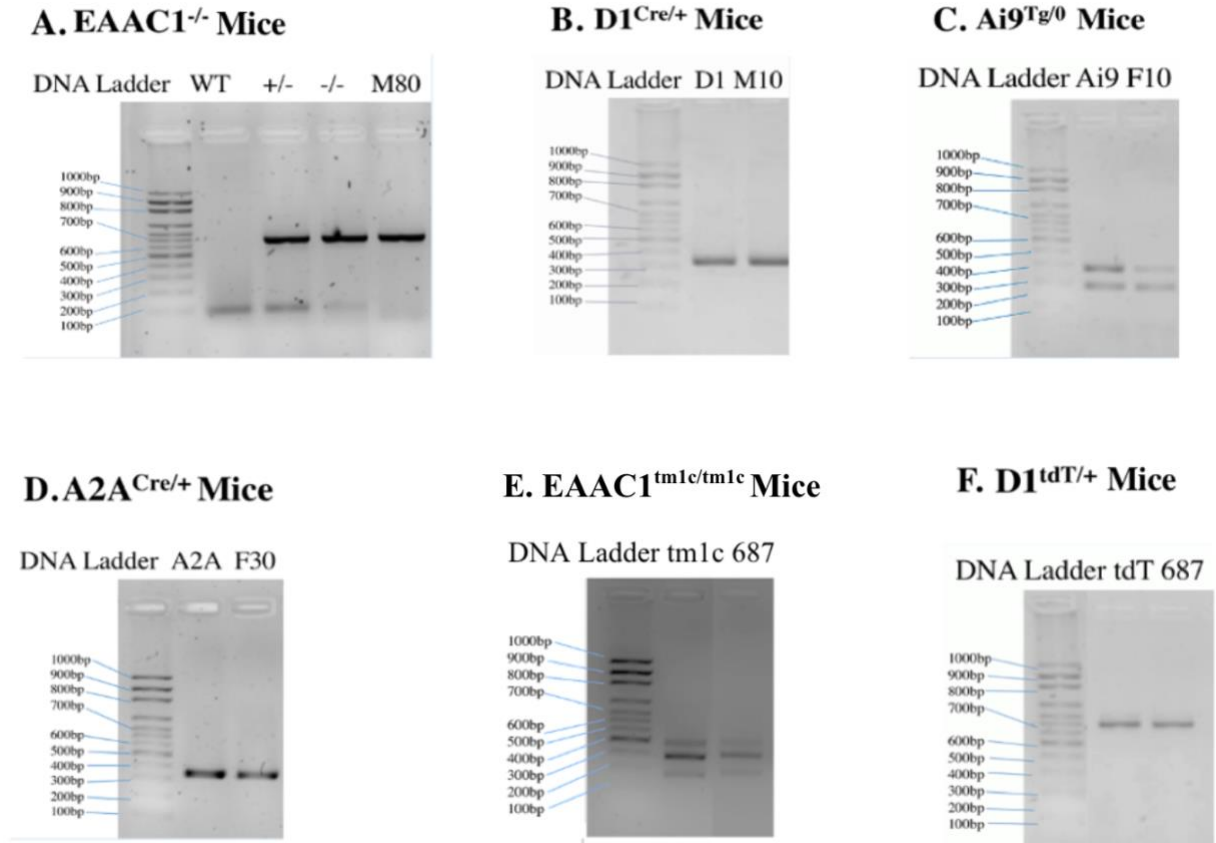 A. EAAC1-/- Mice
DNA Ladder WT +/- -/- M80
1000bp
900bp
800bp
700bp
600bp
500bp
400bp
300bp
200bp
100bp
B. D1Cre/+ Mice
DNA Ladder D1 M10
1000bp
900bp
800bp
700bp
600bp
500bp
400bp
300bp
200bp
100bp
C. Ai9Tg/0 Mice
DNA Ladder Ai9 F10
1000bp
900bp
800bp
700bp
600bp
500bp
400bp
300bp
200bp
100bp
D. A2ACre/+ Mice
DNA Ladder A2A F30
1000bp
900bp
800bp
700bp
600bp
500bp
400bp
300bp
200bp
100bp
E. EAAC1tm1c/tm1c Mice
DNA Ladder tm1c 687
1000bp
900bp
800bp
700bp
600bp
500bp
400bp
300bp
200bp
100bp
F. D1tdT/+ Mice
DNA Ladder tdT 687
1000bp
900bp
800bp
700bp
600bp
500bp
400bp
300bp
200bp
100bp